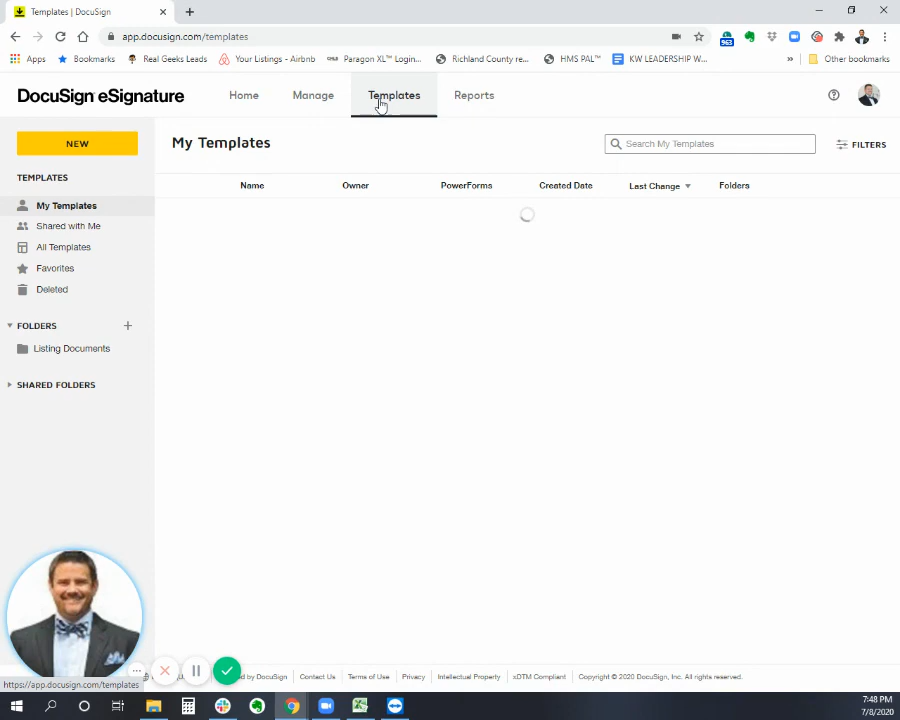 Templates | DocuSign
app.docusign.com/templates
963
Apps Bookmarks Real Geeks Leads Your Listings - Airbnb Paragon XL™ Login... Richland County re... HMS PAL™ KW LEADERSHIP W... » Other bookmarks
DocuSign eSignature Home Manage Templates Reports
NEW
My Templates
Search My Templates
FILTERS
TEMPLATES
Name Owner PowerForms Created Date Last Change Folders
My Templates
Shared with Me
All Templates
Favorites
Deleted
FOLDERS
Listing Documents
SHARED FOLDERS
by DocuSign Contact Us Terms of Use Privacy Intellectual Property xDTM Compliant Copyright © 2020 DocuSign, Inc. All rights reserved.
https://app.docusign.com/templates
7:48 PM
7/8/2020